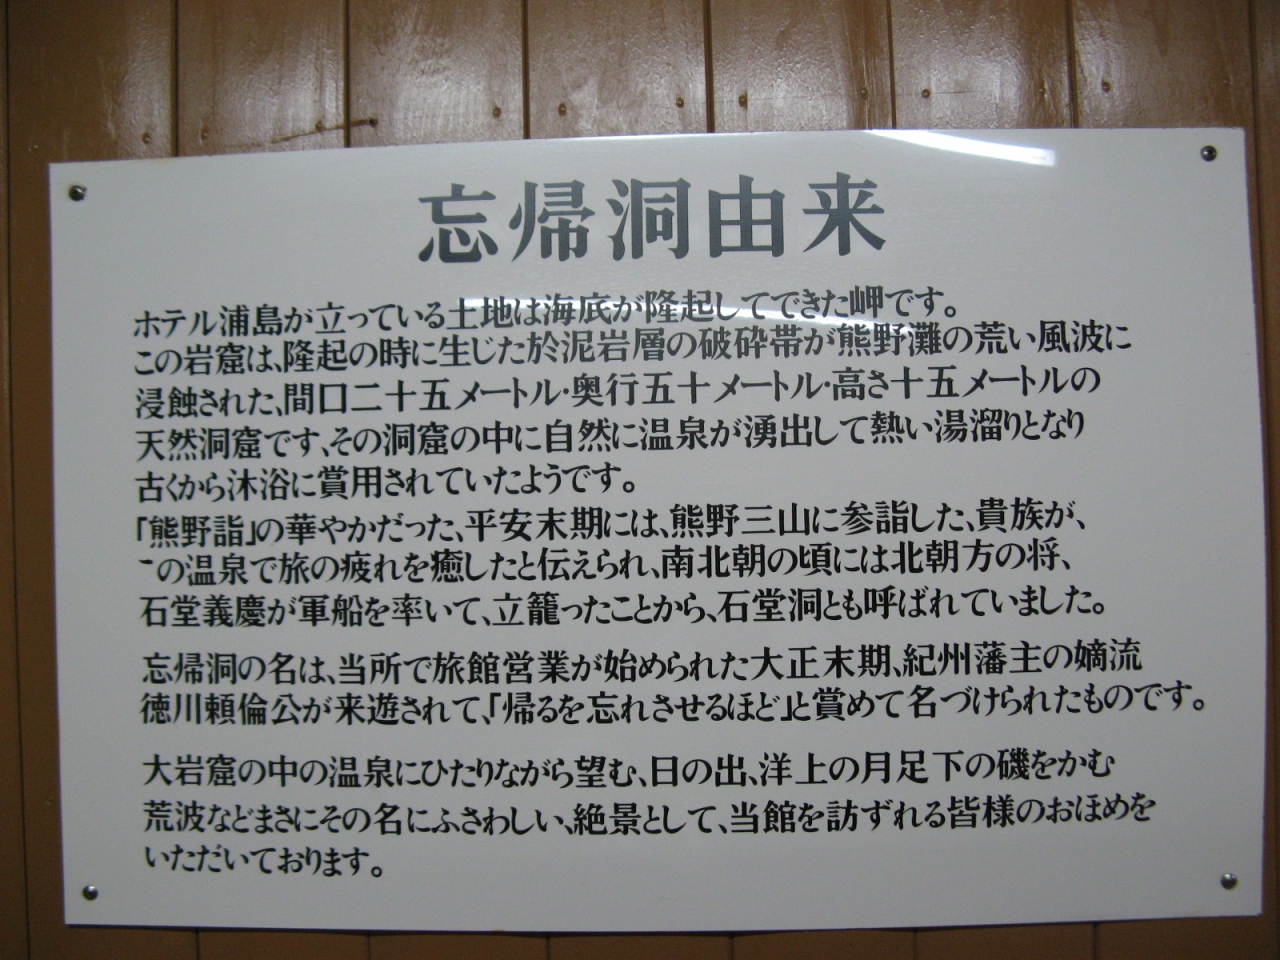 忘帰洞由来
ホテル浦島が立っている土地は海底が隆起してできた岬です。
この岩窟は、隆起の時に生じた於泥岩層の破砕帯が熊野灘の荒い風波に
浸蝕された、間口二十五メートル・奥行五十メートル・高さ十五メートルの
天然洞窟です、その洞窟の中に自然に温泉が湧出して熱い湯溜りとなり
古くから沐浴に賞用されていたようです。
「熊野詣」の華やかだった、平安末期には、熊野三山に参詣した、貴族が、
この温泉で旅の疲れを癒したと伝えられ、南北朝の頃には北朝方の将、
石堂義慶が軍船を率いて、立籠ったことから、石堂洞とも呼ばれていました。
忘帰洞の名は、当所で旅館営業が始められた大正末期、紀州藩主の嫡流
徳川頼倫公が来遊されて、「帰るを忘れさせるほど」と賞めて名づけられたものです。
大岩窟の中の温泉にひたりながら望む、日の出、洋上の月足下の磯をかむ
荒波などまさにその名にふさわしい、絶景として、当館を訪ずれる皆様のおほめを
いただいております。